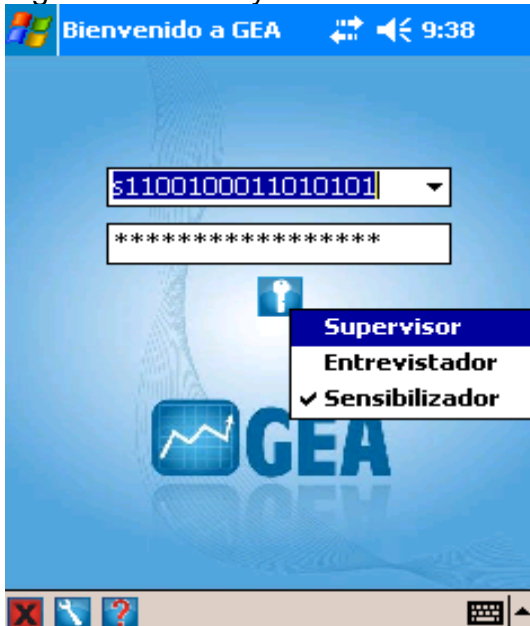 Bienvenido a GEA 9:38
s1100100011010101
*****************
Supervisor
Entrevistador
✓ Sensibilizador
GEA
?